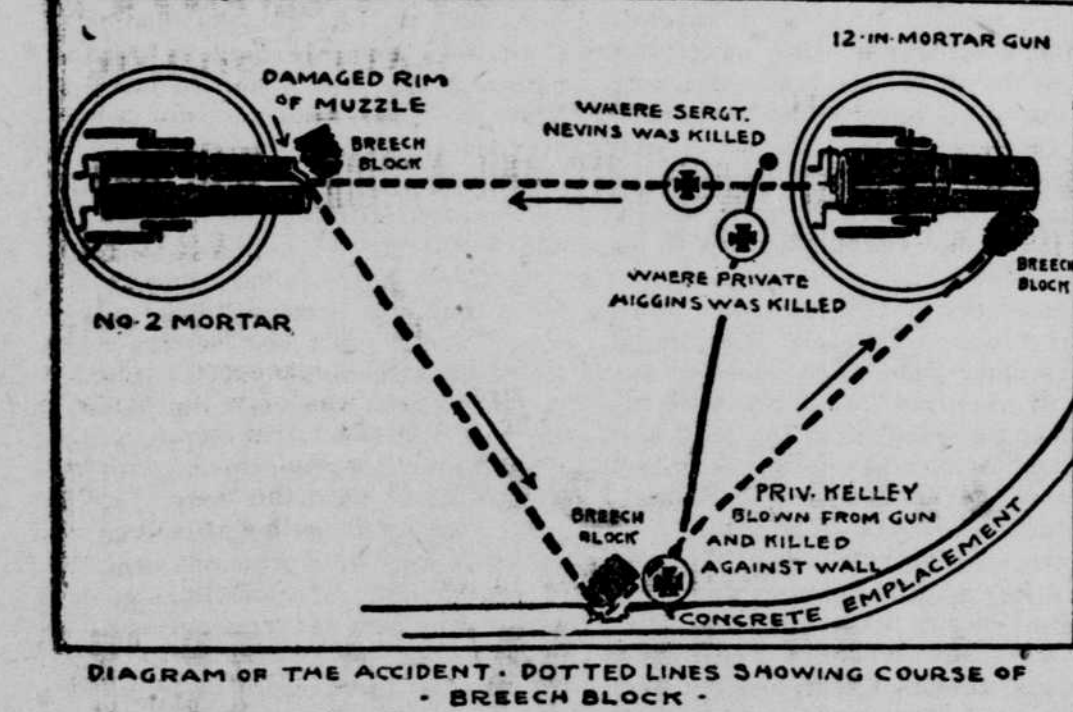 12-IN-MORTAR GUN
DAMAGED RIM
OF MUZZLE
BREECH
BLOCK
WHERE SERGT.
NEVINS WAS KILLED
WHERE PRIVATE
HIGGINS WAS KILLED
BREECH
BLOCK
NO-2 MORTAR
BREECH
BLOCK
PRIV. KELLEY
BLOWN FROM GUN
AND KILLED
AGAINST WALL
CONCRETE EMPLACEMENT
DIAGRAM OF THE ACCIDENT. DOTTED LINES SHOWING COURSE OF
- BREECH BLOCK -